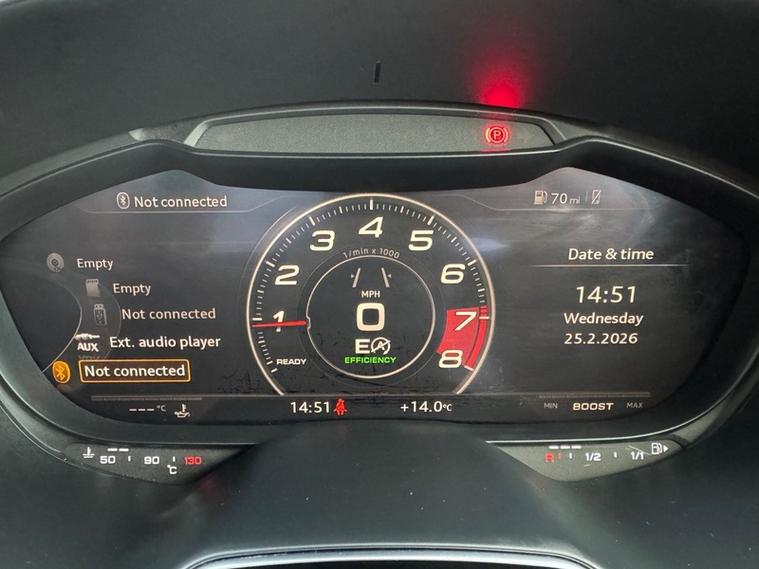 P
Not connected
70 mi
Empty
Empty
Not connected
AUX Ext. audio player
Not connected
1
2
3
4
5
6
7
8
1/min x 1000
MPH
0
E A
EFFICIENCY
READY
Date & time
14:51
Wednesday
25.2.2026
---°C
14:51
+14.0°C
MIN BOOST MAX
50 90 130
°C
1/2 1/1